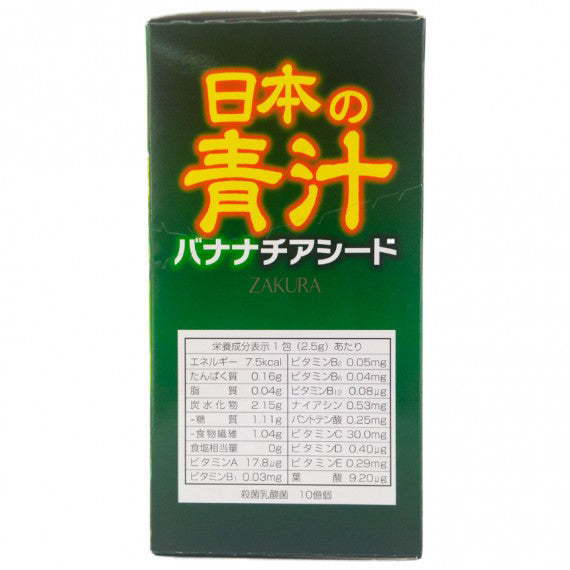 日本の
青汁
バナナチアシード
ZAKURA
栄養成分表示1包(2.5g)あたり
エネルギー 7.5kcal
たんぱく質 0.16g
脂質 0.04g
炭水化物 2.15g
-糖質 1.11g
-食物繊維 1.04g
食塩相当量 0g
ビタミンA 17.8μg
ビタミンB1 0.03mg
ビタミンB2 0.05mg
ビタミンB6 0.04mg
ビタミンB12 0.08μg
ナイアシン 0.53mg
パントテン酸 0.25mg
ビタミンC 30.0mg
ビタミンD 0.40μg
ビタミンE 0.29mg
葉酸 9.20μg
殺菌乳酸菌 10億個